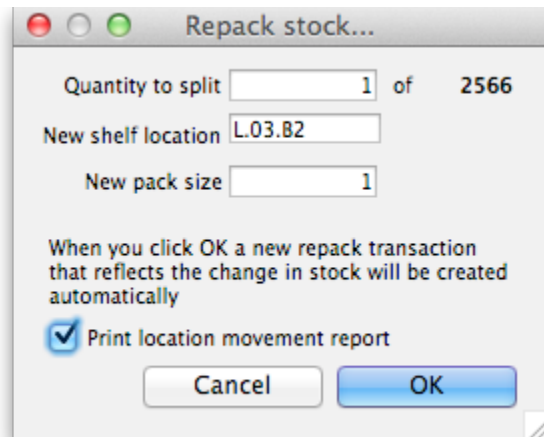 Repack stock...
Quantity to split 1 of 2566
New shelf location L.03.B2
New pack size 1
When you click OK a new repack transaction
that reflects the change in stock will be created
automatically
Print location movement report
Cancel OK